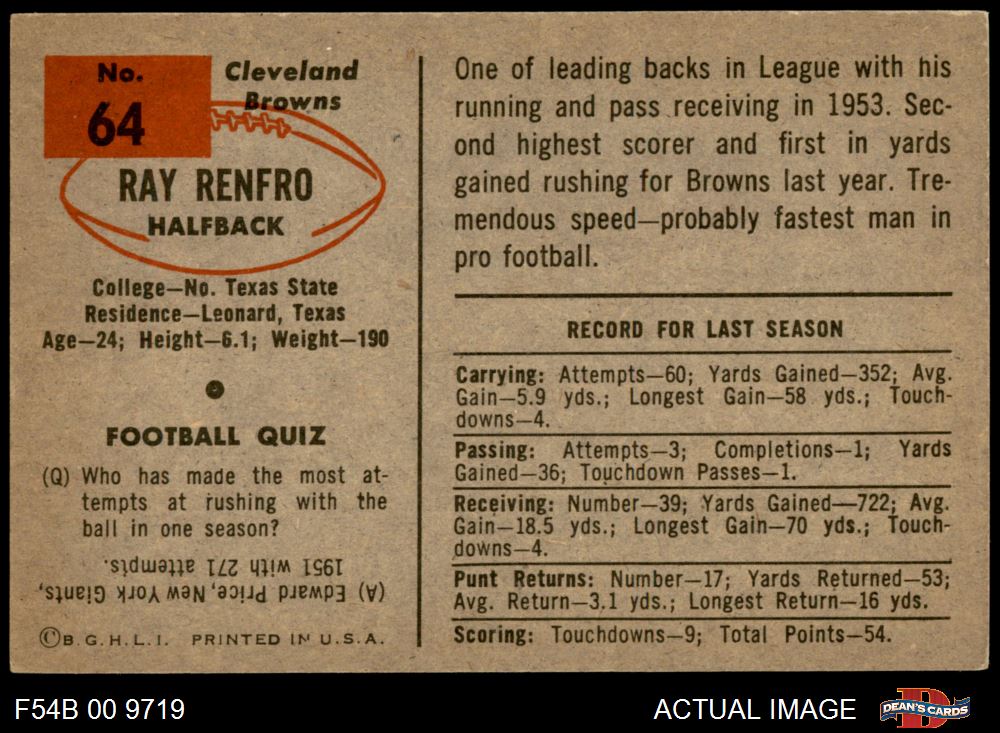 No.
64
Cleveland
Browns
RAY RENFRO
HALFBACK
College—No. Texas State
Residence—Leonard, Texas
Age—24; Height—6.1; Weight—190
FOOTBALL QUIZ
(Q) Who has made the most at-
tempts at rushing with the
ball in one season?
(A) Edward Price, New York Giants,
1951 with 271 attempts.
©B.G.H.L.I. PRINTED IN U.S.A.
One of leading backs in League with his
running and pass receiving in 1953. Sec-
ond highest scorer and first in yards
gained rushing for Browns last year. Tre-
mendous speed—probably fastest man in
pro football.
RECORD FOR LAST SEASON
Carrying: Attempts—60; Yards Gained—352; Avg.
Gain—5.9 yds.; Longest Gain—58 yds.; Touch-
downs—4.
Passing: Attempts—3; Completions—1; Yards
Gained—36; Touchdown Passes—1.
Receiving: Number—39; Yards Gained—722; Avg.
Gain—18.5 yds.; Longest Gain—70 yds.; Touch-
downs—4.
Punt Returns: Number—17; Yards Returned—53;
Avg. Return—3.1 yds.; Longest Return—16 yds.
Scoring: Touchdowns—9; Total Points—54.
F54B 00 9719
ACTUAL IMAGE
D
DEAN'S CARDS